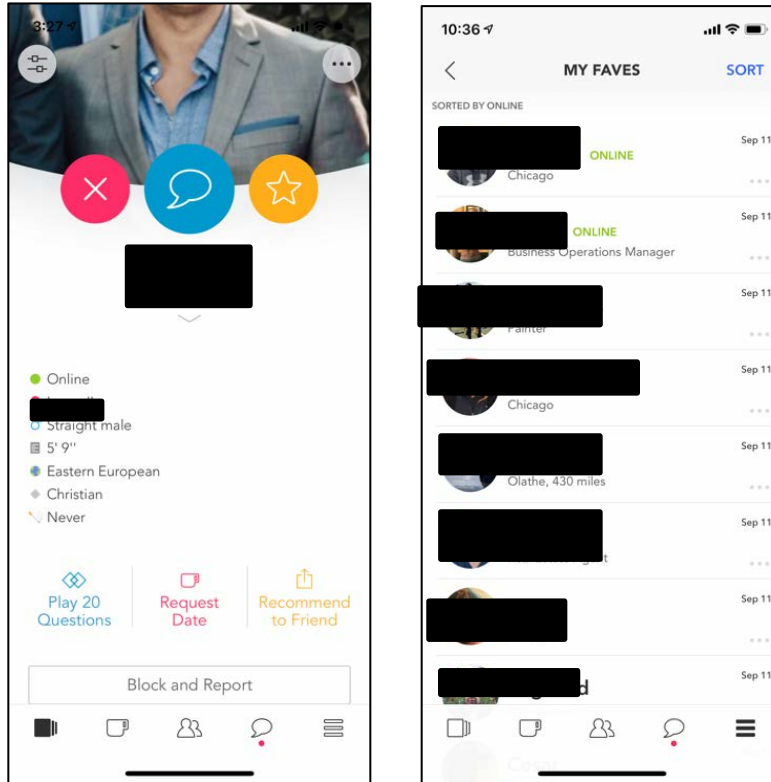 3:27
Online
Straight male
5' 9''
Eastern European
Christian
Never
Play 20
Questions
Request
Date
Recommend
to Friend
Block and Report
10:36
MY FAVES
SORT
SORTED BY ONLINE
ONLINE
Sep 11
Chicago
ONLINE
Sep 11
Business Operations Manager
Sep 11
Painter
Sep 11
Chicago
Sep 11
Olathe, 430 miles
Sep 11
Sep 11
Sep 11
Cesar